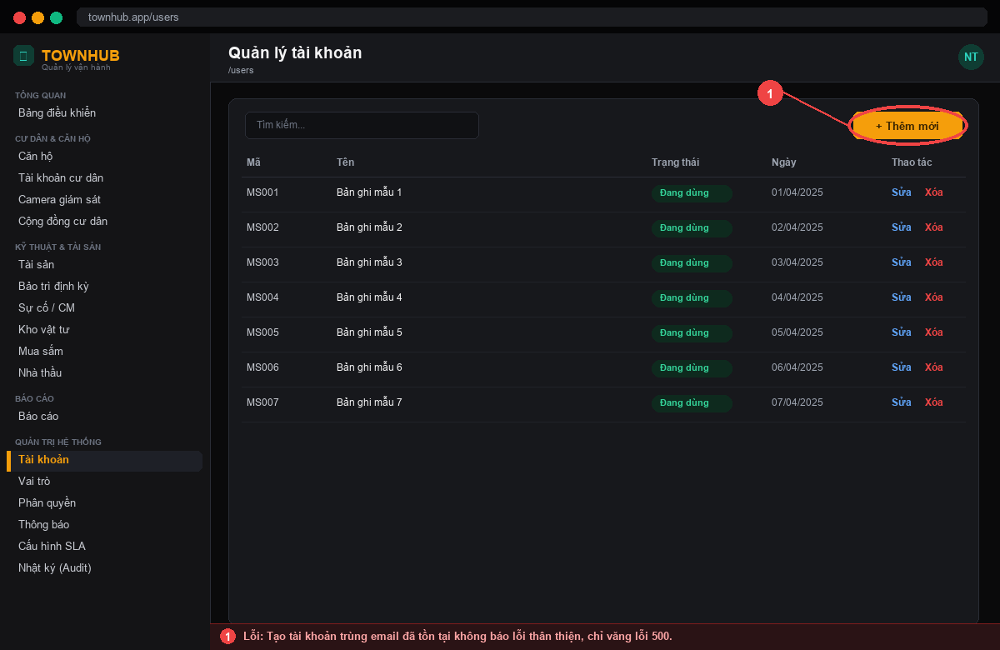 townhub.app/users
TOWNHUB
Quản lý vận hành
TỔNG QUAN
Bảng điều khiển
CƯ DÂN & CĂN HỘ
Căn hộ
Tài khoản cư dân
Camera giám sát
Cộng đồng cư dân
KỸ THUẬT & TÀI SẢN
Tài sản
Bảo trì định kỳ
Sự cố / CM
Kho vật tư
Mua sắm
Nhà thầu
BÁO CÁO
Báo cáo
QUẢN TRỊ HỆ THỐNG
Tài khoản
Vai trò
Phân quyền
Thông báo
Cấu hình SLA
Nhật ký (Audit)
Quản lý tài khoản
/users
NT
1
Tìm kiếm...
+ Thêm mới
Mã Tên Trạng thái Ngày Thao tác
MS001 Bản ghi mẫu 1 Đang dùng 01/04/2025 Sửa Xóa
MS002 Bản ghi mẫu 2 Đang dùng 02/04/2025 Sửa Xóa
MS003 Bản ghi mẫu 3 Đang dùng 03/04/2025 Sửa Xóa
MS004 Bản ghi mẫu 4 Đang dùng 04/04/2025 Sửa Xóa
MS005 Bản ghi mẫu 5 Đang dùng 05/04/2025 Sửa Xóa
MS006 Bản ghi mẫu 6 Đang dùng 06/04/2025 Sửa Xóa
MS007 Bản ghi mẫu 7 Đang dùng 07/04/2025 Sửa Xóa
1 Lỗi: Tạo tài khoản trùng email đã tồn tại không báo lỗi thân thiện, chỉ văng lỗi 500.